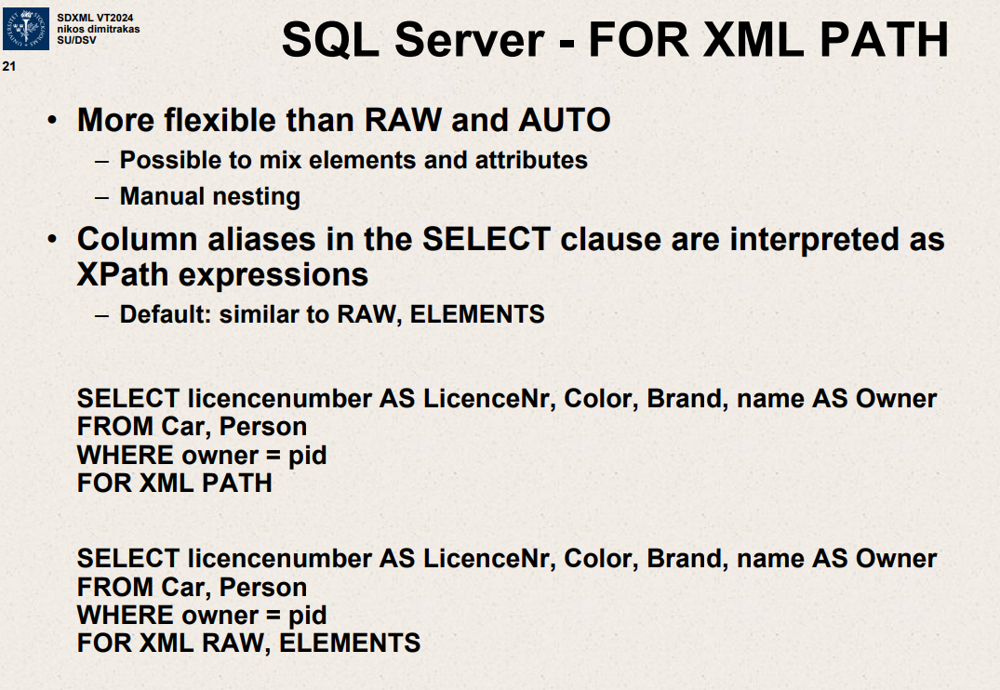 SDXML VT2024
nikos dimitrakas
SU/DSV
21
SQL Server - FOR XML PATH
• More flexible than RAW and AUTO
– Possible to mix elements and attributes
– Manual nesting
• Column aliases in the SELECT clause are interpreted as
XPath expressions
– Default: similar to RAW, ELEMENTS
SELECT licencenumber AS LicenceNr, Color, Brand, name AS Owner
FROM Car, Person
WHERE owner = pid
FOR XML PATH
SELECT licencenumber AS LicenceNr, Color, Brand, name AS Owner
FROM Car, Person
WHERE owner = pid
FOR XML RAW, ELEMENTS